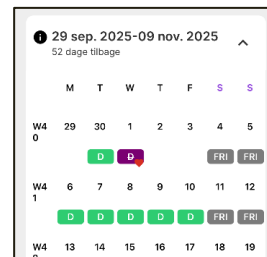 29 sep. 2025-09 nov. 2025
52 dage tilbage
M T W T F S S
W4 29 30 1 2 3 4 5
0
D D FRI FRI
W4 6 7 8 9 10 11 12
1
D D D D D FRI FRI
W4 13 14 15 16 17 18 19